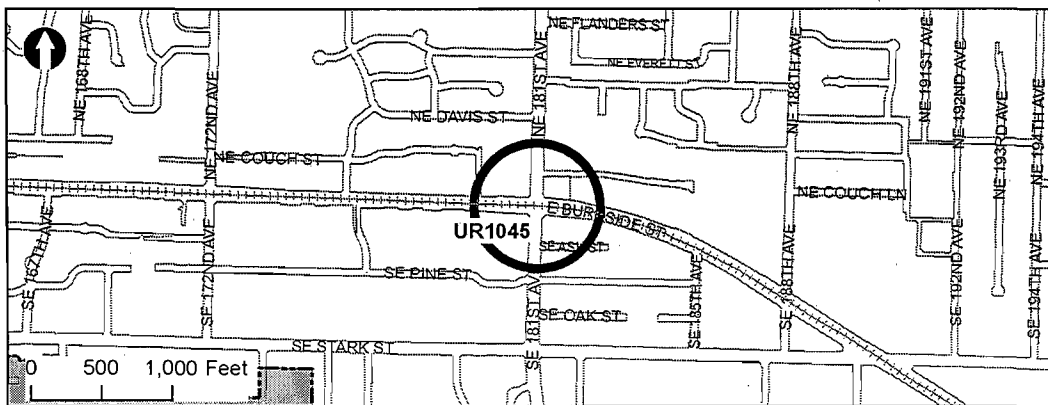 NE FLANDERS ST
NE EVERETT ST
NE 168TH AVE
NE 172ND AVE
NE 181ST AVE
NE 188TH AVE
NE 191ST AVE
NE 192ND AVE
NE 193RD AVE
NE 194TH AVE
NE DAVIS ST
NE COUCH ST
NE COUCH LN
E BURNSIDE ST
UR1045
SE ASH ST
SE PINE ST
SE 167TH AVE
SE 172ND AVE
SE 181ST AVE
SE 185TH AVE
SE 188TH AVE
SE 192ND AVE
SE 194TH AVE
SE OAK ST
SE STARK ST
0 500 1,000 Feet